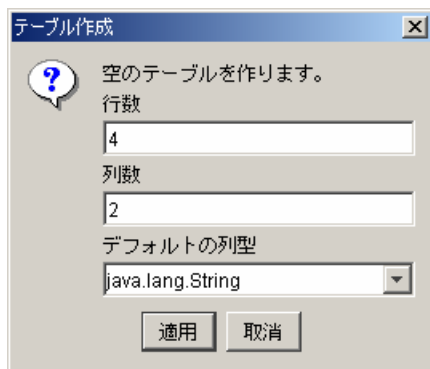 テーブル作成
空のテーブルを作ります。
行数
4
列数
2
デフォルトの列型
java.lang.String
適用 取消